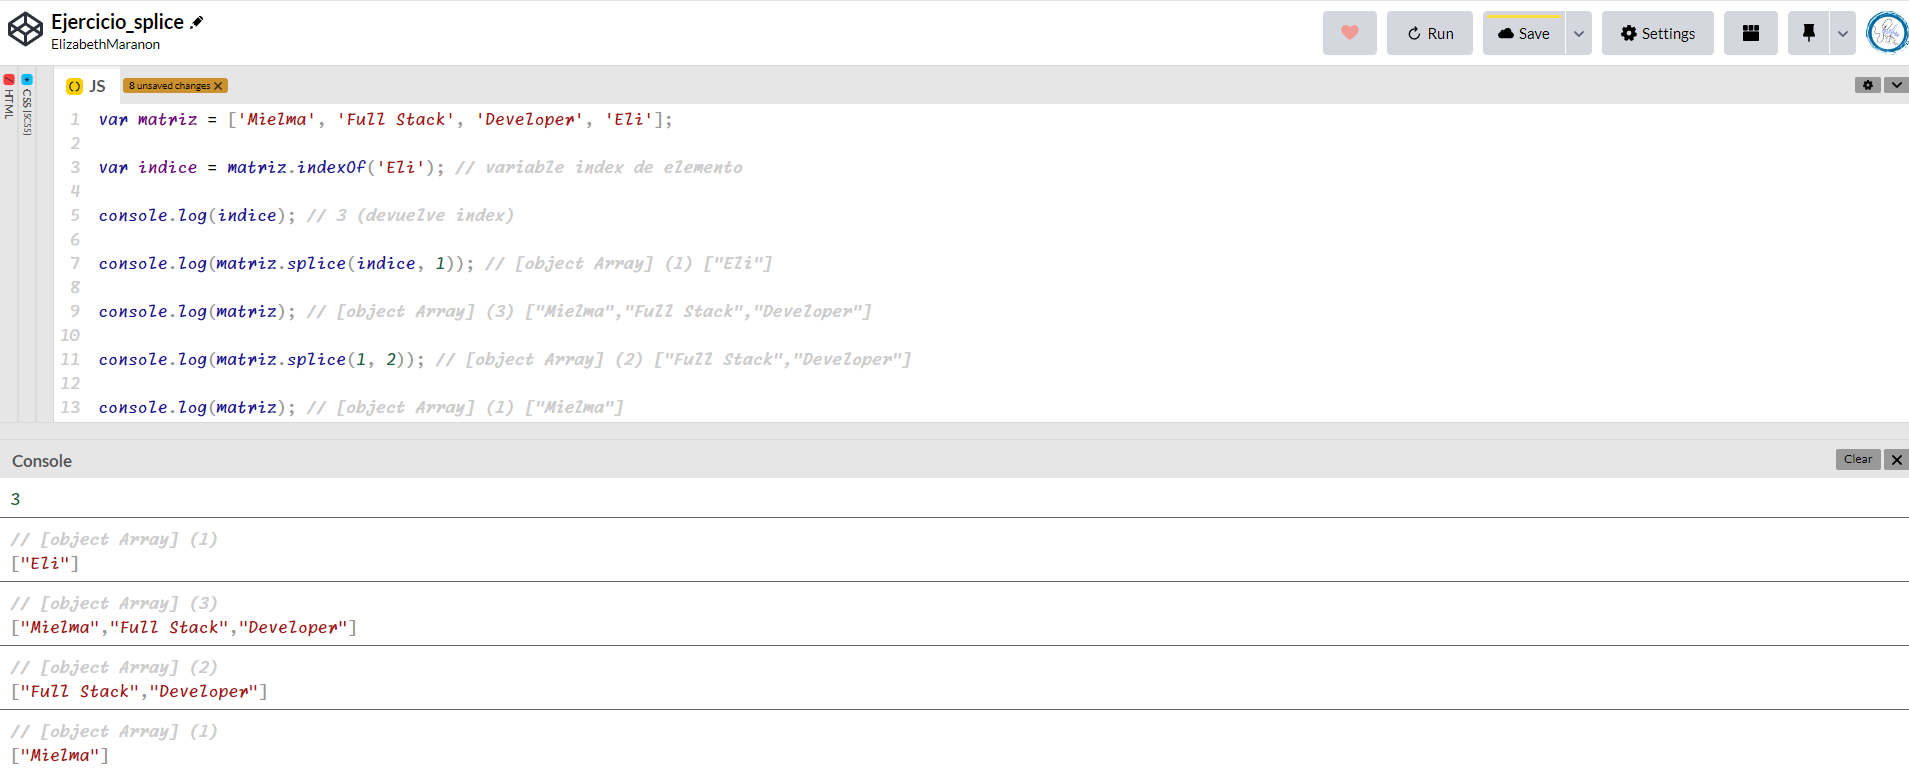 Ejercicio_splice
ElizabethMaranon
Run
Save
Settings
HTML
CSS (SCSS)
JS
8 unsaved changes
1 var matriz = ['Mielma', 'Full Stack', 'Developer', 'Eli'];
2
3 var indice = matriz.indexOf('Eli'); // variable index de elemento
4
5 console.log(indice); // 3 (devuelve index)
6
7 console.log(matriz.splice(indice, 1)); // [object Array] (1) ["Eli"]
8
9 console.log(matriz); // [object Array] (3) ["Mielma","Full Stack","Developer"]
10
11 console.log(matriz.splice(1, 2)); // [object Array] (2) ["Full Stack","Developer"]
12
13 console.log(matriz); // [object Array] (1) ["Mielma"]
Console
Clear
3
// [object Array] (1)
["Eli"]
// [object Array] (3)
["Mielma","Full Stack","Developer"]
// [object Array] (2)
["Full Stack","Developer"]
// [object Array] (1)
["Mielma"]